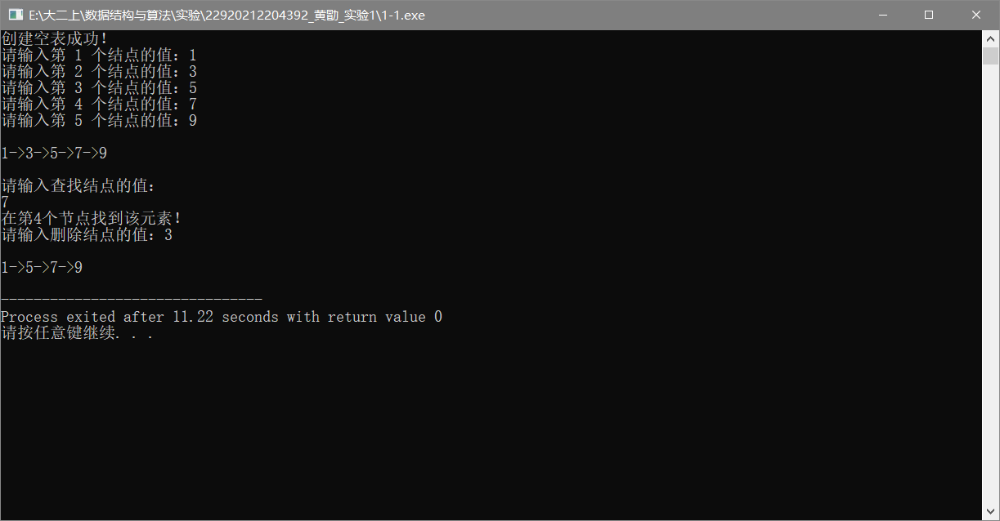 E:\大二上\数据结构与算法\实验\22920212204392_黄勖_实验1\1-1.exe
创建空表成功！
请输入第 1 个结点的值：1
请输入第 2 个结点的值：3
请输入第 3 个结点的值：5
请输入第 4 个结点的值：7
请输入第 5 个结点的值：9
1->3->5->7->9
请输入查找结点的值：
7
在第4个节点找到该元素！
请输入删除结点的值：3
1->5->7->9
--------------------------------
Process exited after 11.22 seconds with return value 0
请按任意键继续. . .